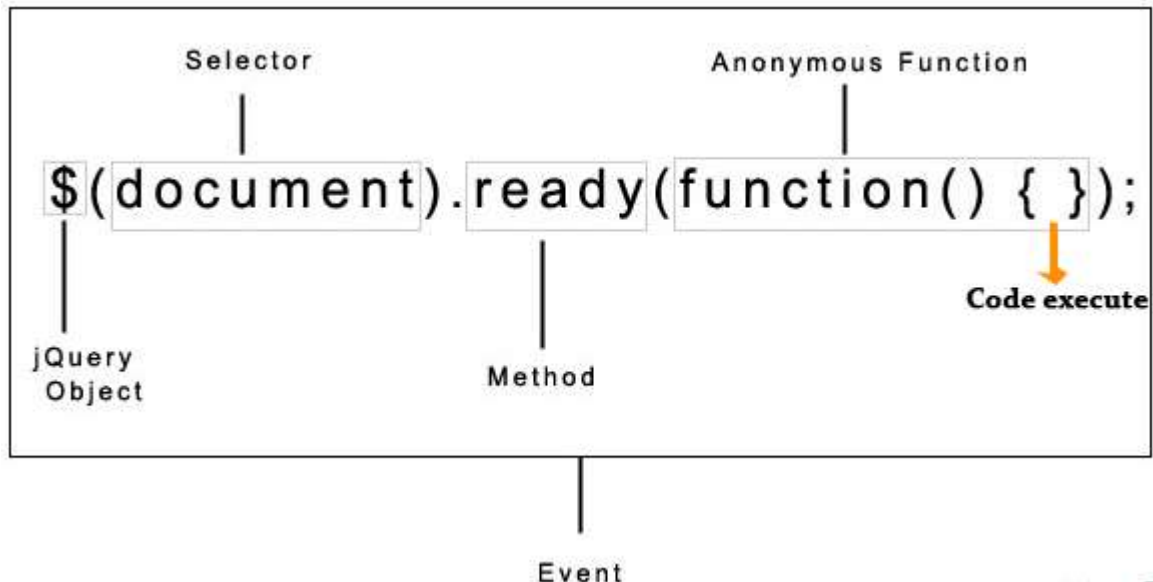 Selector
Anonymous Function
$(document).ready(function() { });
Code execute
jQuery
Object
Method
Event